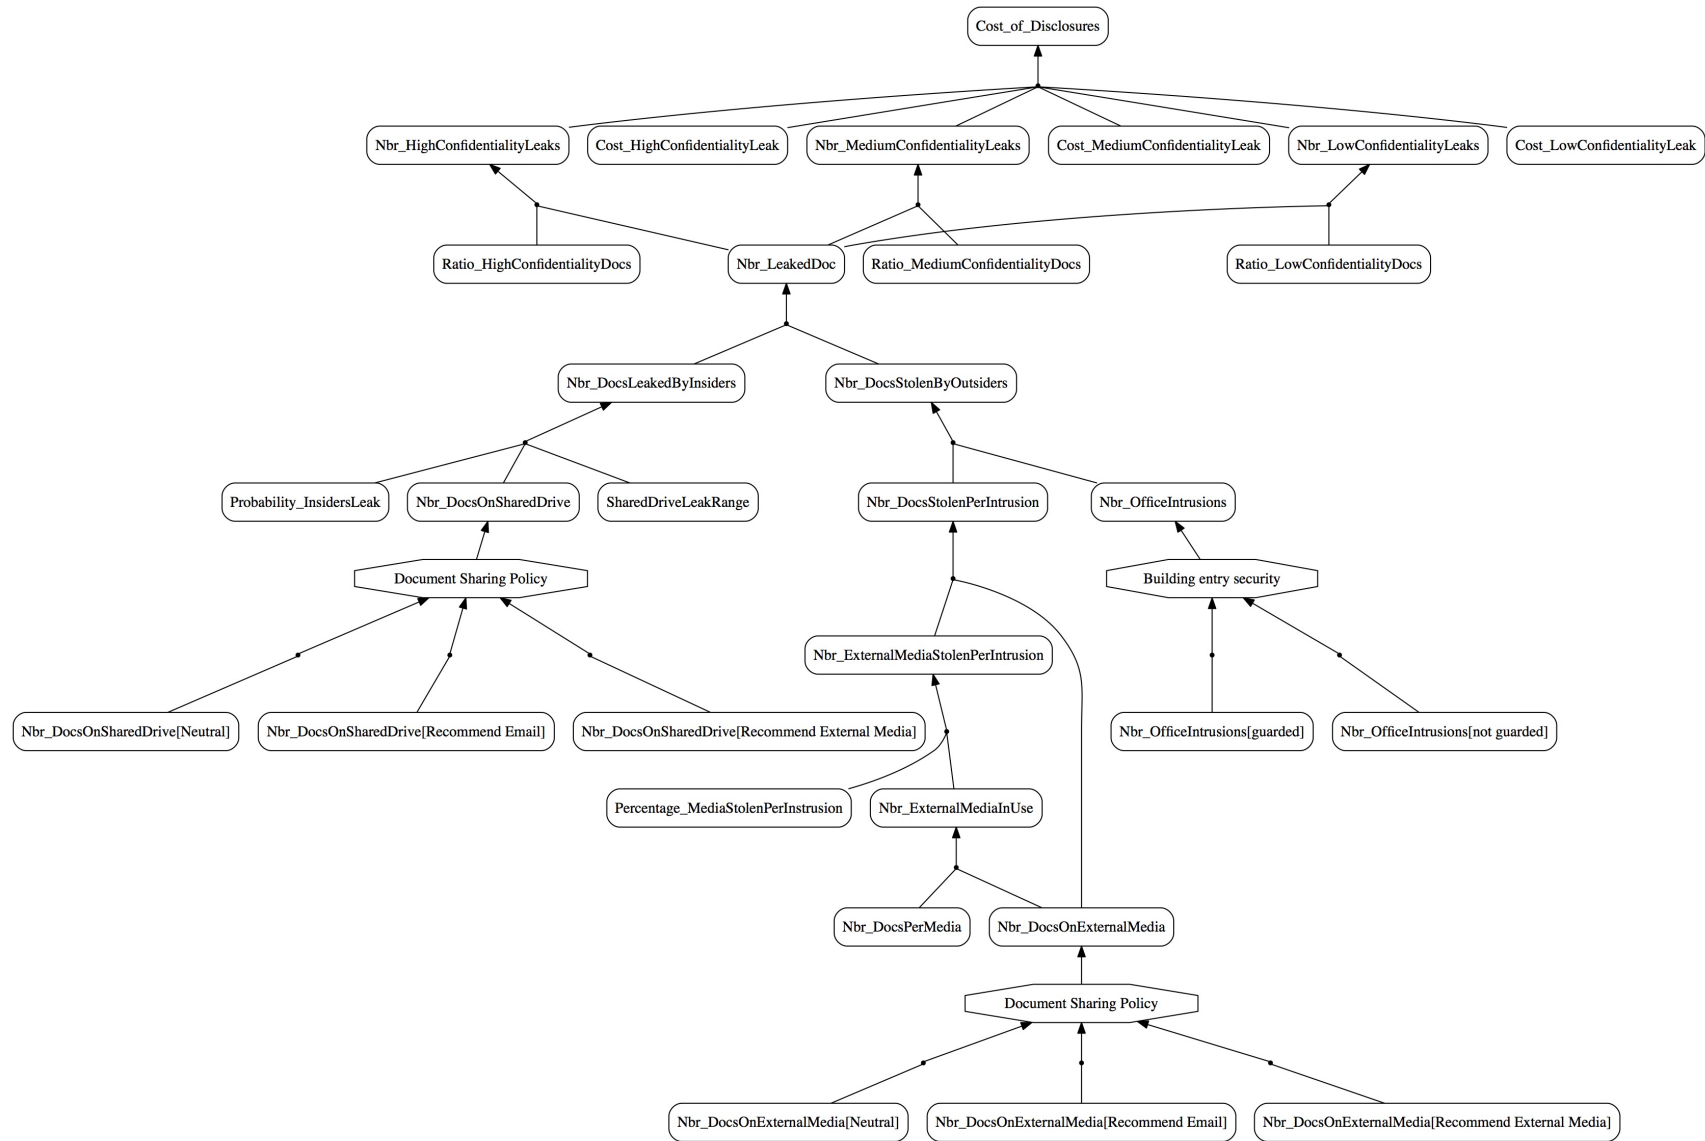 Cost_of_Disclosures
Nbr_HighConfidentialityLeaks
Cost_HighConfidentialityLeak
Nbr_MediumConfidentialityLeaks
Cost_MediumConfidentialityLeak
Nbr_LowConfidentialityLeaks
Cost_LowConfidentialityLeak
Ratio_HighConfidentialityDocs
Nbr_LeakedDoc
Ratio_MediumConfidentialityDocs
Ratio_LowConfidentialityDocs
Nbr_DocsLeakedByInsiders
Nbr_DocsStolenByOutsiders
Probability_InsidersLeak
Nbr_DocsOnSharedDrive
SharedDriveLeakRange
Nbr_DocsStolenPerIntrusion
Nbr_OfficeIntrusions
Document Sharing Policy
Building entry security
Nbr_ExternalMediaStolenPerIntrusion
Nbr_DocsOnSharedDrive[Neutral]
Nbr_DocsOnSharedDrive[Recommend Email]
Nbr_DocsOnSharedDrive[Recommend External Media]
Nbr_OfficeIntrusions[guarded]
Nbr_OfficeIntrusions[not guarded]
Percentage_MediaStolenPerInstrusion
Nbr_ExternalMediaInUse
Nbr_DocsPerMedia
Nbr_DocsOnExternalMedia
Document Sharing Policy
Nbr_DocsOnExternalMedia[Neutral]
Nbr_DocsOnExternalMedia[Recommend Email]
Nbr_DocsOnExternalMedia[Recommend External Media]